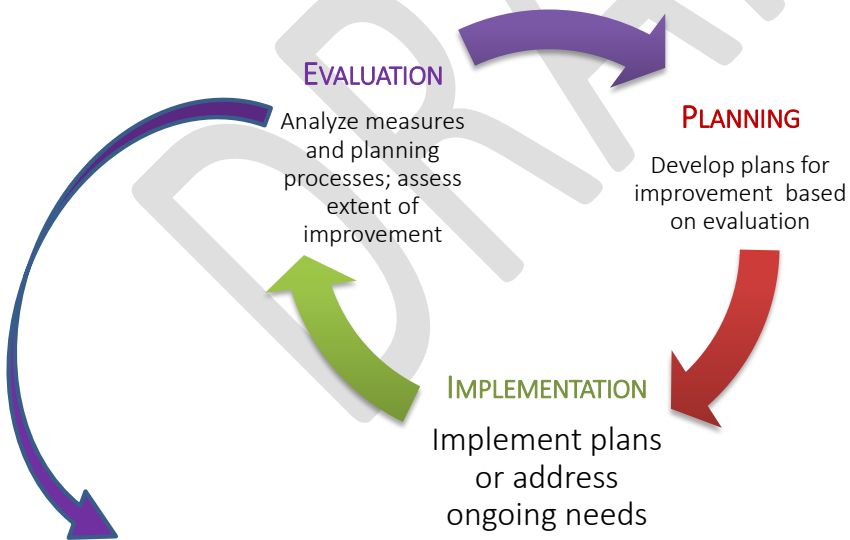 EVALUATION
Analyze measures
and planning
processes; assess
extent of
improvement
PLANNING
Develop plans for
improvement  based
on evaluation
IMPLEMENTATION
Implement plans
or address
ongoing needs
DRA